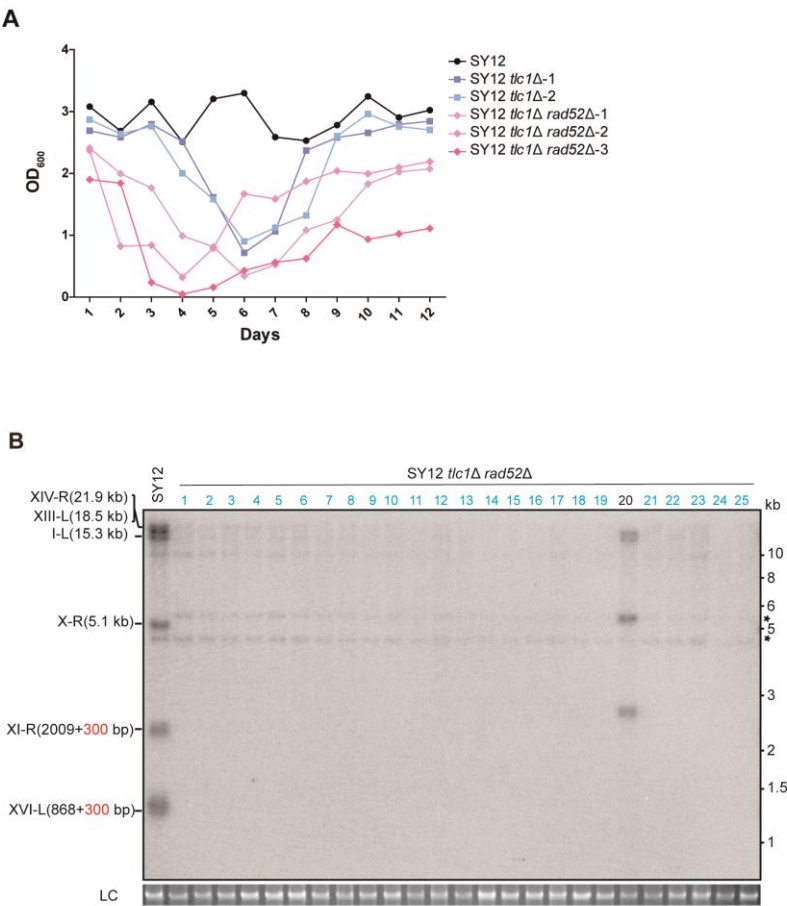 A
4
3
2
1
0
OD600
1 2 3 4 5 6 7 8 9 10 11 12
Days
SY12
SY12 tlc1Δ-1
SY12 tlc1Δ-2
SY12 tlc1Δ rad52Δ-1
SY12 tlc1Δ rad52Δ-2
SY12 tlc1Δ rad52Δ-3
B
SY12 tlc1Δ rad52Δ
SY12
1 2 3 4 5 6 7 8 9 10 11 12 13 14 15 16 17 18 19 20 21 22 23 24 25
kb
XIV-R(21.9 kb)
XIII-L(18.5 kb)
I-L(15.3 kb)
X-R(5.1 kb)
XI-R(2009+300 bp)
XVI-L(868+300 bp)
10
8
6
*
5
*
3
2
1.5
1
LC